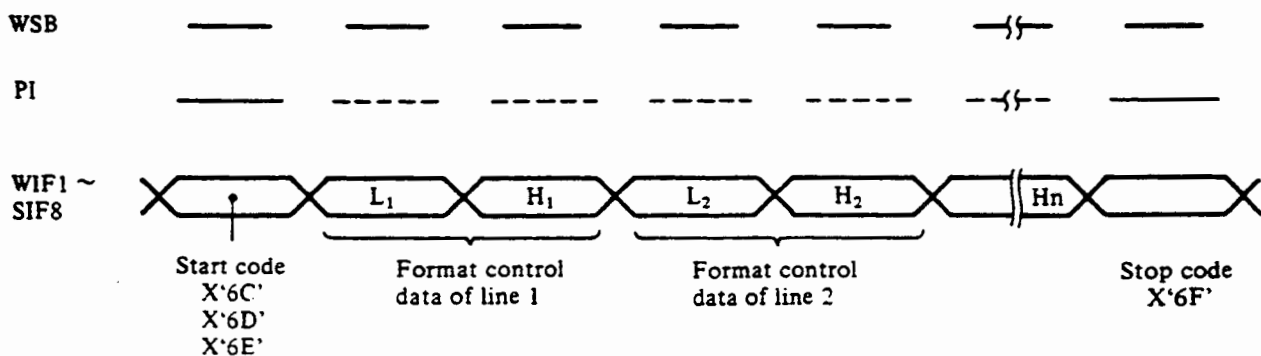 WSB
PI
WIF1 ~
SIF8
L₁ H₁ L₂ H₂ Hn
Start code
X‘6C’
X‘6D’
X‘6E’
Format control
data of line 1
Format control
data of line 2
Stop code
X‘6F’